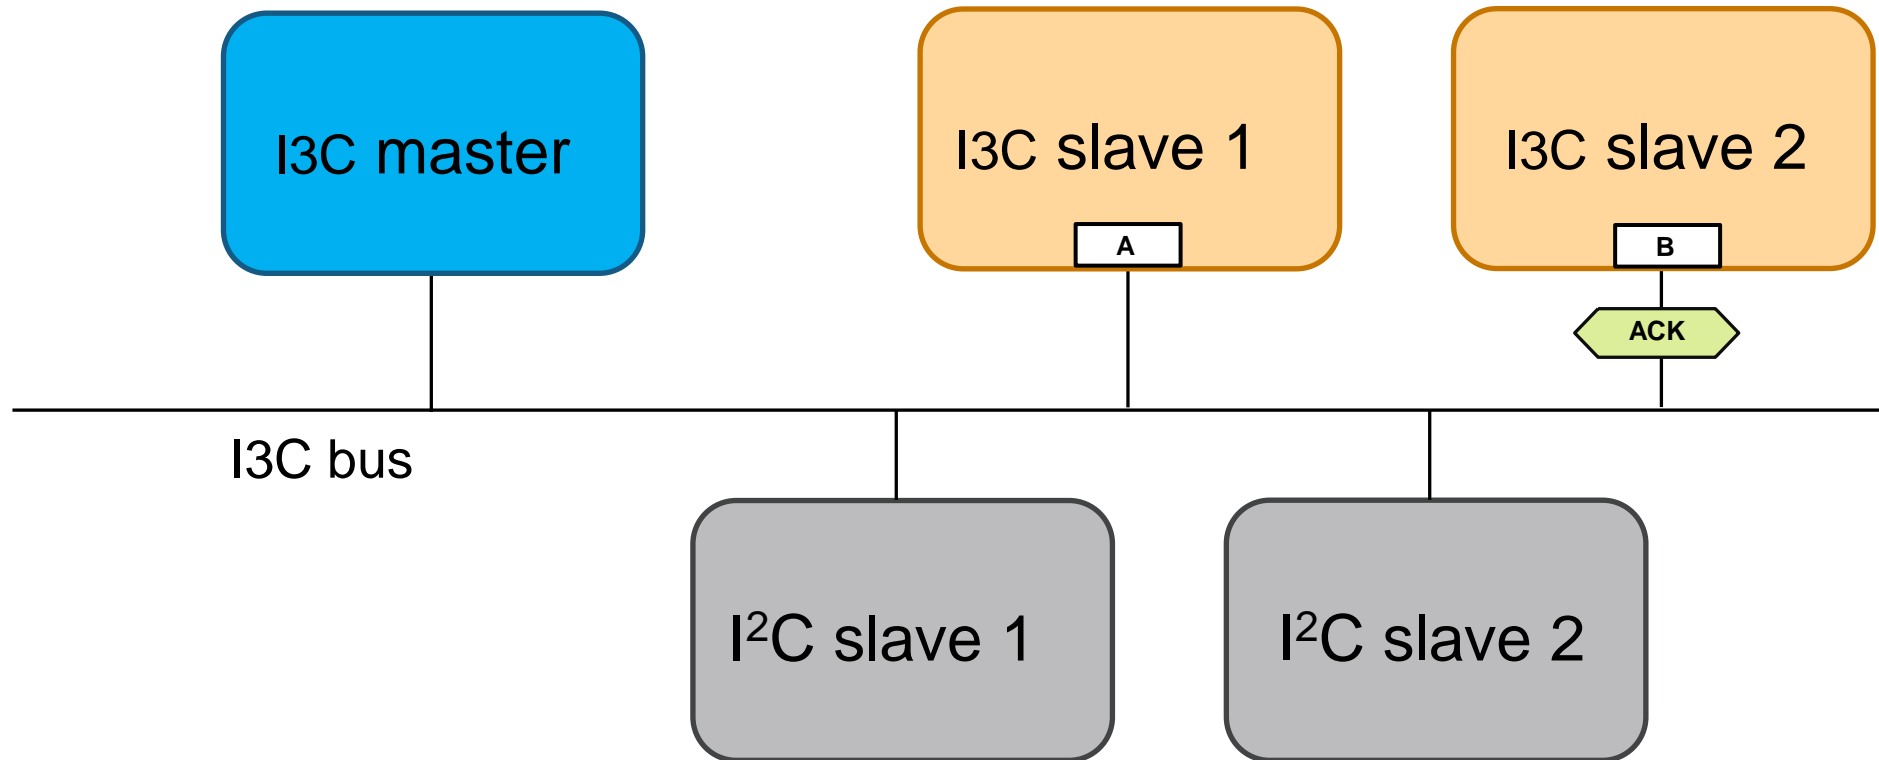 I3C master
I3C slave 1
I3C slave 2
A
B
ACK
I3C bus
I²C slave 1
I²C slave 2